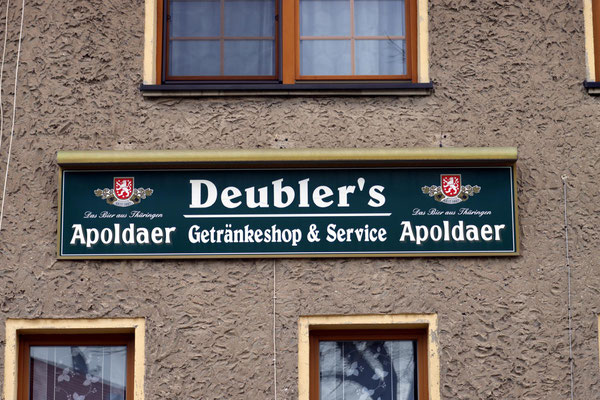 Deubler's
Das Bier aus Thüringen
Apoldaer
Getränkeshop & Service
Das Bier aus Thüringen
Apoldaer